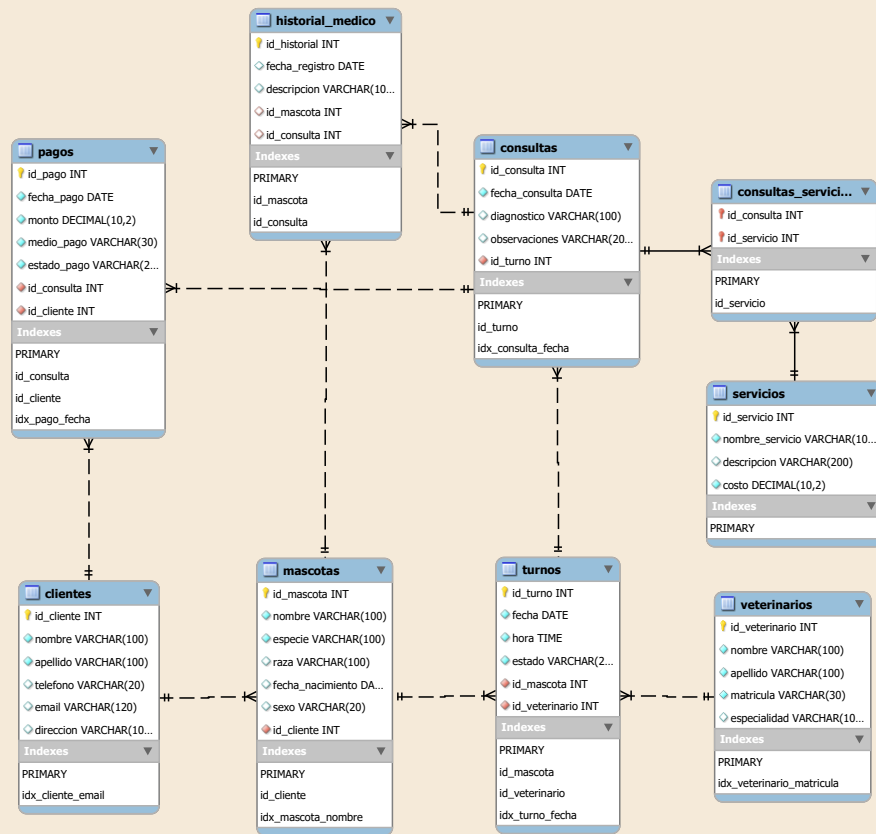 historial_medico
id_historial INT
fecha_registro DATE
descripcion VARCHAR(10...
id_mascota INT
id_consulta INT
Indexes
PRIMARY
id_mascota
id_consulta
pagos
id_pago INT
fecha_pago DATE
monto DECIMAL(10,2)
medio_pago VARCHAR(30)
estado_pago VARCHAR(2...
id_consulta INT
id_cliente INT
Indexes
PRIMARY
id_consulta
id_cliente
idx_pago_fecha
consultas
id_consulta INT
fecha_consulta DATE
diagnostico VARCHAR(100)
observaciones VARCHAR(20...
id_turno INT
Indexes
PRIMARY
id_turno
idx_consulta_fecha
consultas_servici...
id_consulta INT
id_servicio INT
Indexes
PRIMARY
id_servicio
servicios
id_servicio INT
nombre_servicio VARCHAR(10...
descripcion VARCHAR(200)
costo DECIMAL(10,2)
Indexes
PRIMARY
clientes
id_cliente INT
nombre VARCHAR(100)
apellido VARCHAR(100)
telefono VARCHAR(20)
email VARCHAR(120)
direccion VARCHAR(10...
Indexes
PRIMARY
idx_cliente_email
mascotas
id_mascota INT
nombre VARCHAR(100)
especie VARCHAR(100)
raza VARCHAR(100)
fecha_nacimiento DA...
sexo VARCHAR(20)
id_cliente INT
Indexes
PRIMARY
id_cliente
idx_mascota_nombre
turnos
id_turno INT
fecha DATE
hora TIME
estado VARCHAR(2...
id_mascota INT
id_veterinario INT
Indexes
PRIMARY
id_mascota
id_veterinario
idx_turno_fecha
veterinarios
id_veterinario INT
nombre VARCHAR(100)
apellido VARCHAR(100)
matricula VARCHAR(30)
especialidad VARCHAR(10...
Indexes
PRIMARY
idx_veterinario_matricula